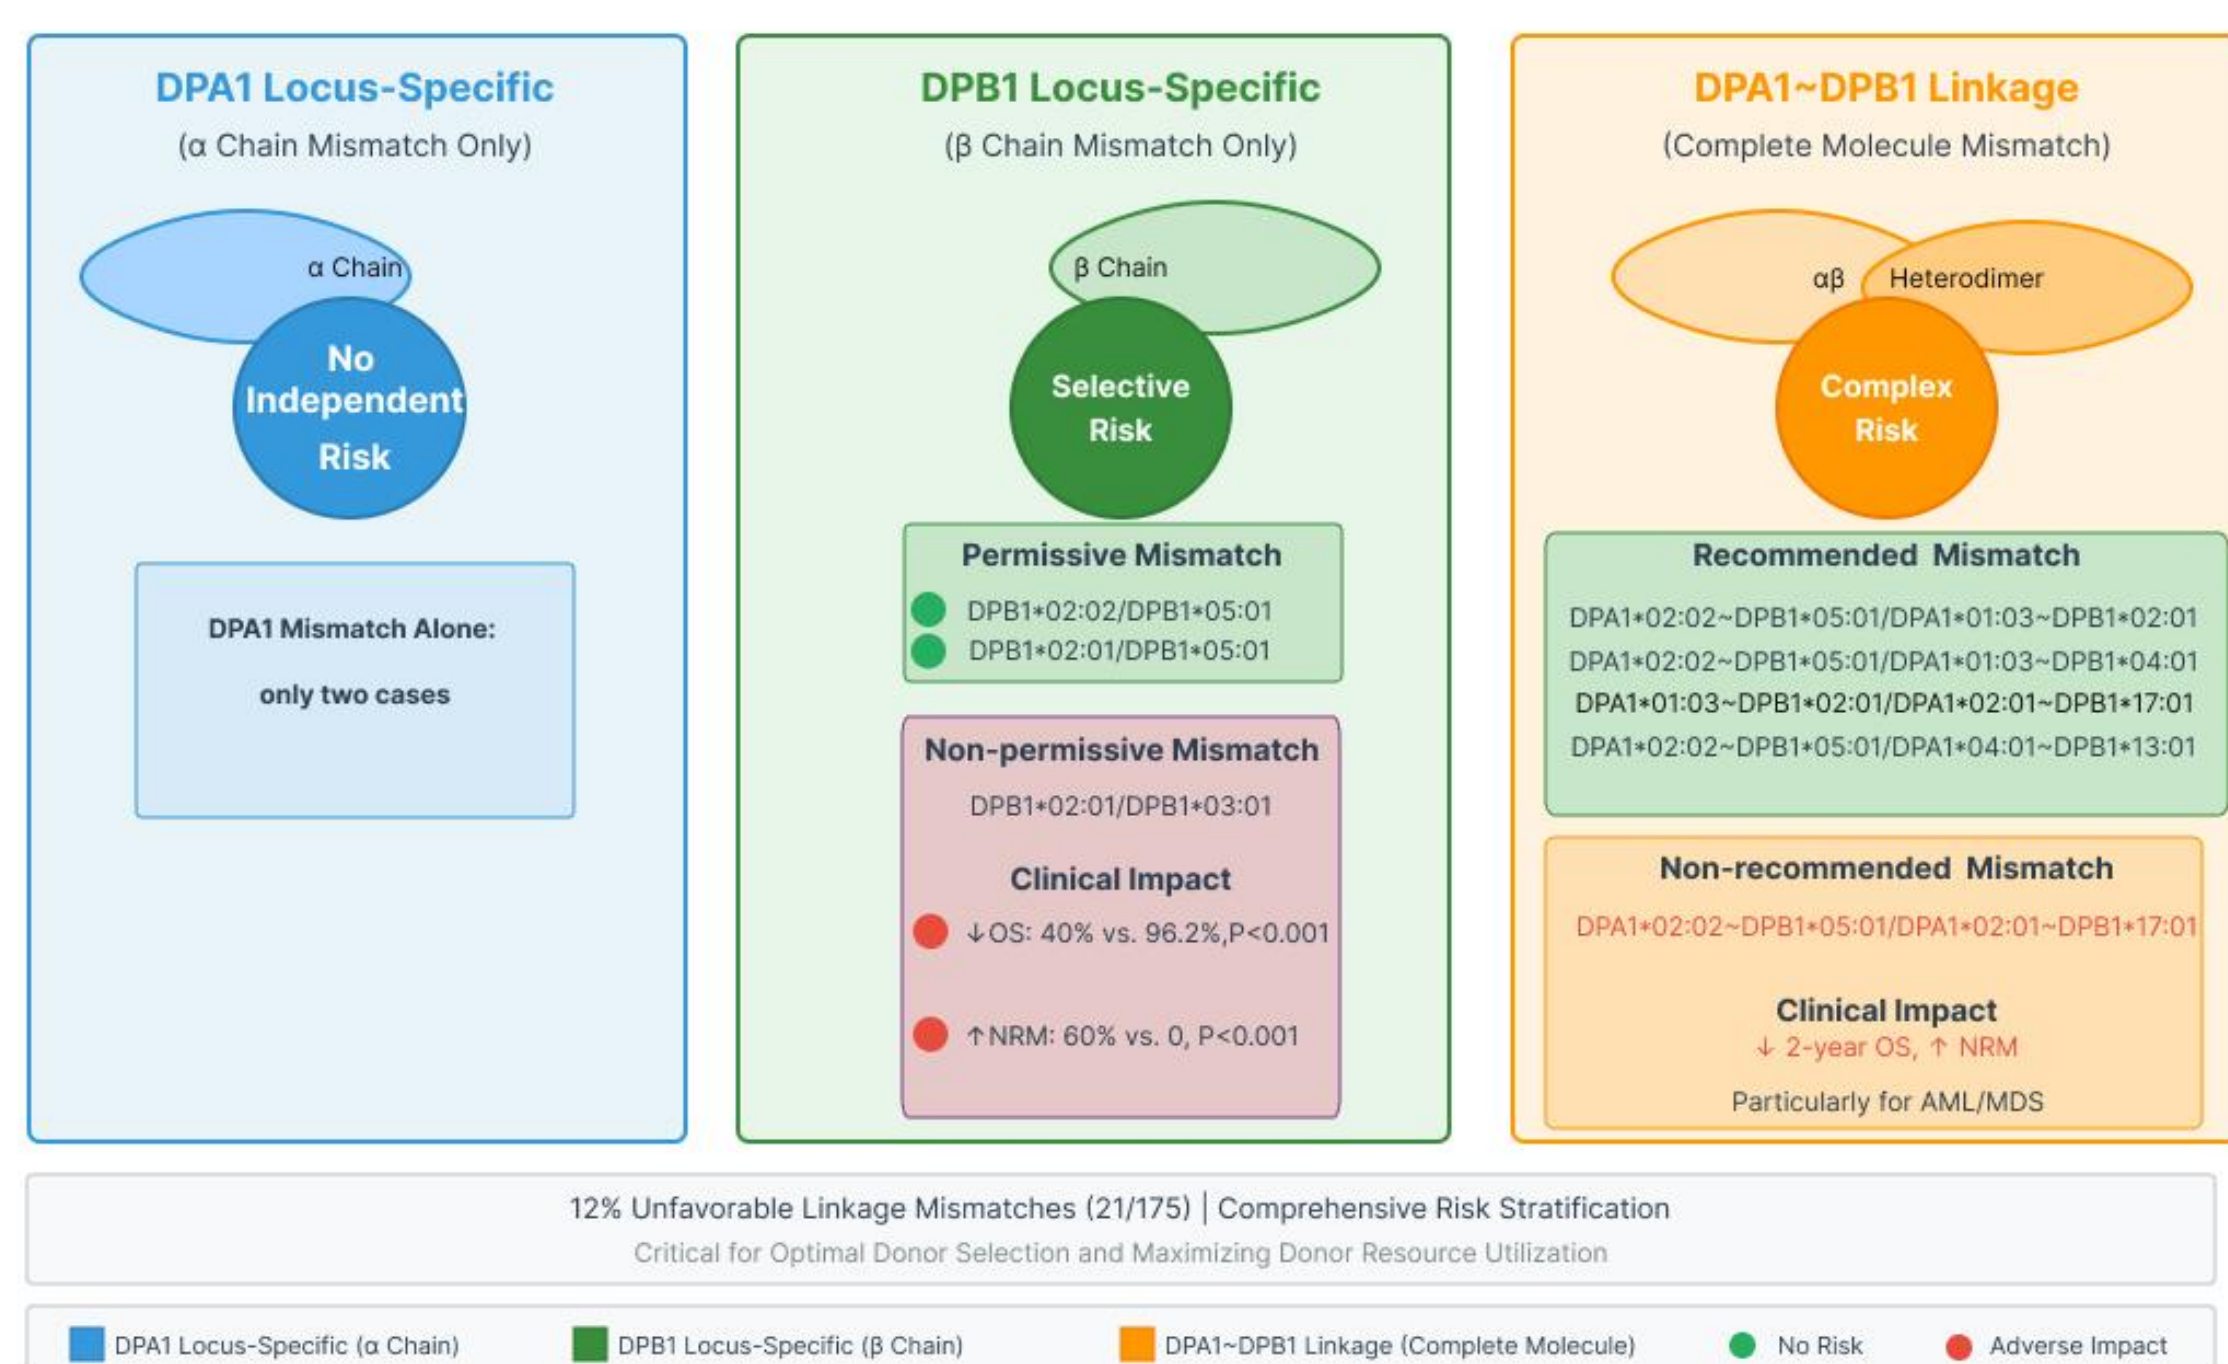 DPA1 Locus-Specific
(α Chain Mismatch Only)
α Chain
No
Independent
Risk
DPA1 Mismatch Alone:
only two cases
DPB1 Locus-Specific
(β Chain Mismatch Only)
β Chain
Selective
Risk
Permissive Mismatch
DPB1*02:02/DPB1*05:01
DPB1*02:01/DPB1*05:01
Non-permissive Mismatch
DPB1*02:01/DPB1*03:01
Clinical Impact
↓OS: 40% vs. 96.2%,P<0.001
↑NRM: 60% vs. 0, P<0.001
DPA1~DPB1 Linkage
(Complete Molecule Mismatch)
αβ Heterodimer
Complex
Risk
Recommended Mismatch
DPA1*02:02~DPB1*05:01/DPA1*01:03~DPB1*02:01
DPA1*02:02~DPB1*05:01/DPA1*01:03~DPB1*04:01
DPA1*01:03~DPB1*02:01/DPA1*02:01~DPB1*17:01
DPA1*02:02~DPB1*05:01/DPA1*04:01~DPB1*13:01
Non-recommended Mismatch
DPA1*02:02~DPB1*05:01/DPA1*02:01~DPB1*17:01
Clinical Impact
↓ 2-year OS, ↑ NRM
Particularly for AML/MDS
12% Unfavorable Linkage Mismatches (21/175) | Comprehensive Risk Stratification
Critical for Optimal Donor Selection and Maximizing Donor Resource Utilization
DPA1 Locus-Specific (α Chain)
DPB1 Locus-Specific (β Chain)
DPA1~DPB1 Linkage (Complete Molecule)
No Risk
Adverse Impact